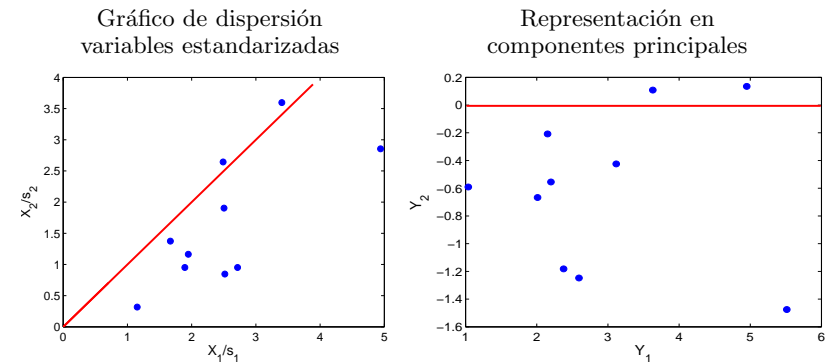 Gráfico de dispersión
variables estandarizadas
4
3.5
3
2.5
2
1.5
1
0.5
0
X2/s2
0 1 2 3 4 5
X1/s1
Representación en
componentes principales
0.2
0
−0.2
−0.4
−0.6
−0.8
−1
−1.2
−1.4
−1.6
Y2
1 2 3 4 5 6
Y1